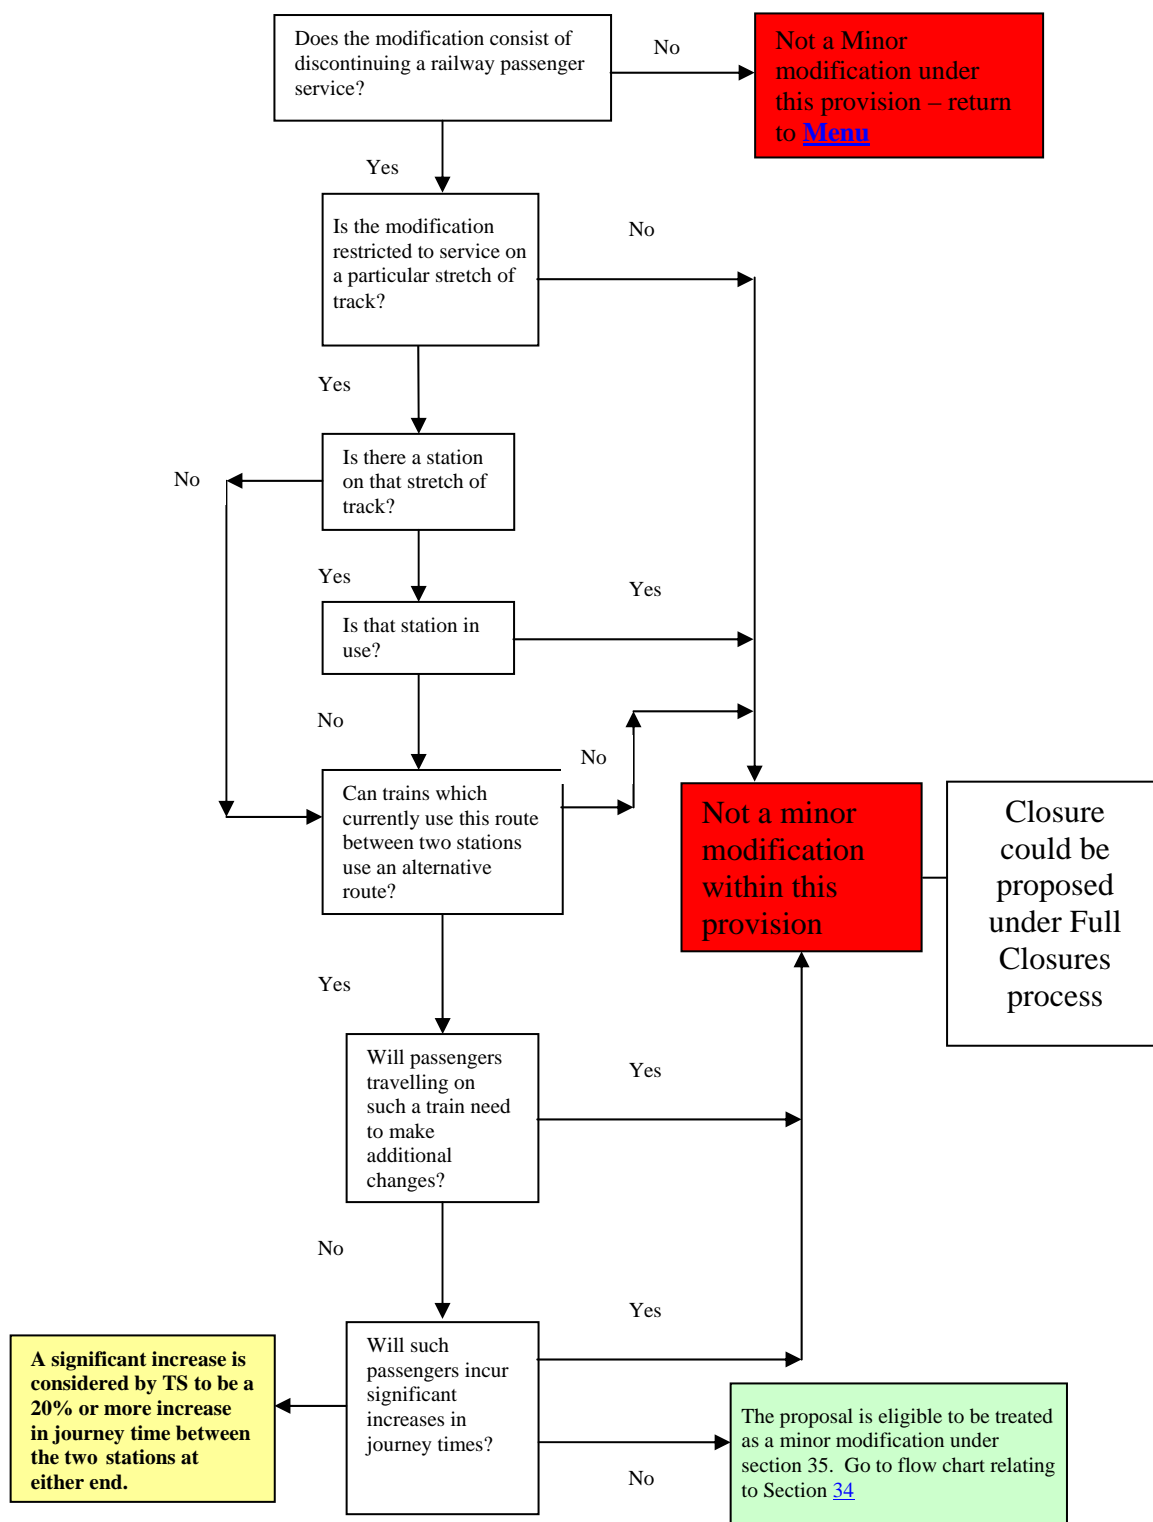 Does the modification consist of
discontinuing a railway passenger
service?
No
Not a Minor
modification under
this provision – return
to Menu
Yes
Is the modification
restricted to service on
a particular stretch of
track?
No
Yes
Is there a station
on that stretch of
track?
No
Yes
Yes
Is that station in
use?
No
No
Can trains which
currently use this route
between two stations
use an alternative
route?
Not a minor
modification
within this
provision
Closure
could be
proposed
under Full
Closures
process
Yes
Will passengers
travelling on
such a train need
to make
additional
changes?
Yes
No
Yes
Will such
passengers incur
significant
increases in
journey times?
A significant increase is
considered by TS to be a
20% or more increase
in journey time between
the two stations at
either end.
No
The proposal is eligible to be treated
as a minor modification under
section 35. Go to flow chart relating
to Section 34